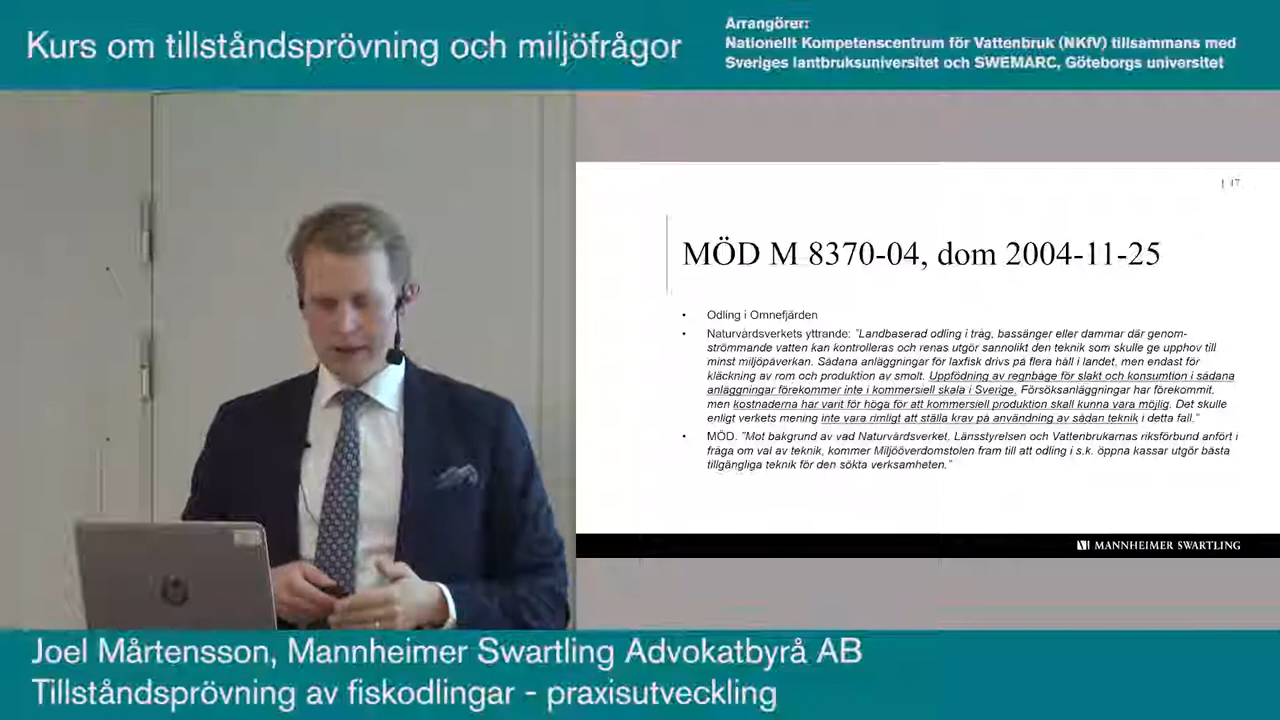 Kurs om tillståndsprövning och miljöfrågor
Arrangörer:
Nationellt Kompetenscentrum för Vattenbruk (NKfV) tillsammans med
Sveriges lantbruksuniversitet och SWEMARC, Göteborgs universitet
| 17
MÖD M 8370-04, dom 2004-11-25
• Odling i Omnefjärden
• Naturvårdsverkets yttrande: "Landbaserad odling i tråg, bassänger eller dammar där genom-
strömmande vatten kan kontrolleras och renas utgör sannolikt den teknik som skulle ge upphov till
minst miljöpåverkan. Sådana anläggningar för laxfisk drivs på flera håll i landet, men endast för
kläckning av rom och produktion av smolt. Uppfödning av regnbåge för slakt och konsumtion i sådana
anläggningar förekommer inte i kommersiell skala i Sverige. Försöksanläggningar har förekommit,
men kostnaderna har varit för höga för att kommersiell produktion skall kunna vara möjlig. Det skulle
enligt verkets mening inte vara rimligt att ställa krav på användning av sådan teknik i detta fall."
• MÖD: "Mot bakgrund av vad Naturvårdsverket, Länsstyrelsen och Vattenbrukarnas riksförbund anfört i
fråga om val av teknik, kommer Miljööverdomstolen fram till att odling i s.k. öppna kassar utgör bästa
tillgängliga teknik för den sökta verksamheten."
MANNHEIMER SWARTLING
Joel Mårtensson, Mannheimer Swartling Advokatbyrå AB
Tillståndsprövning av fiskodlingar - praxisutveckling